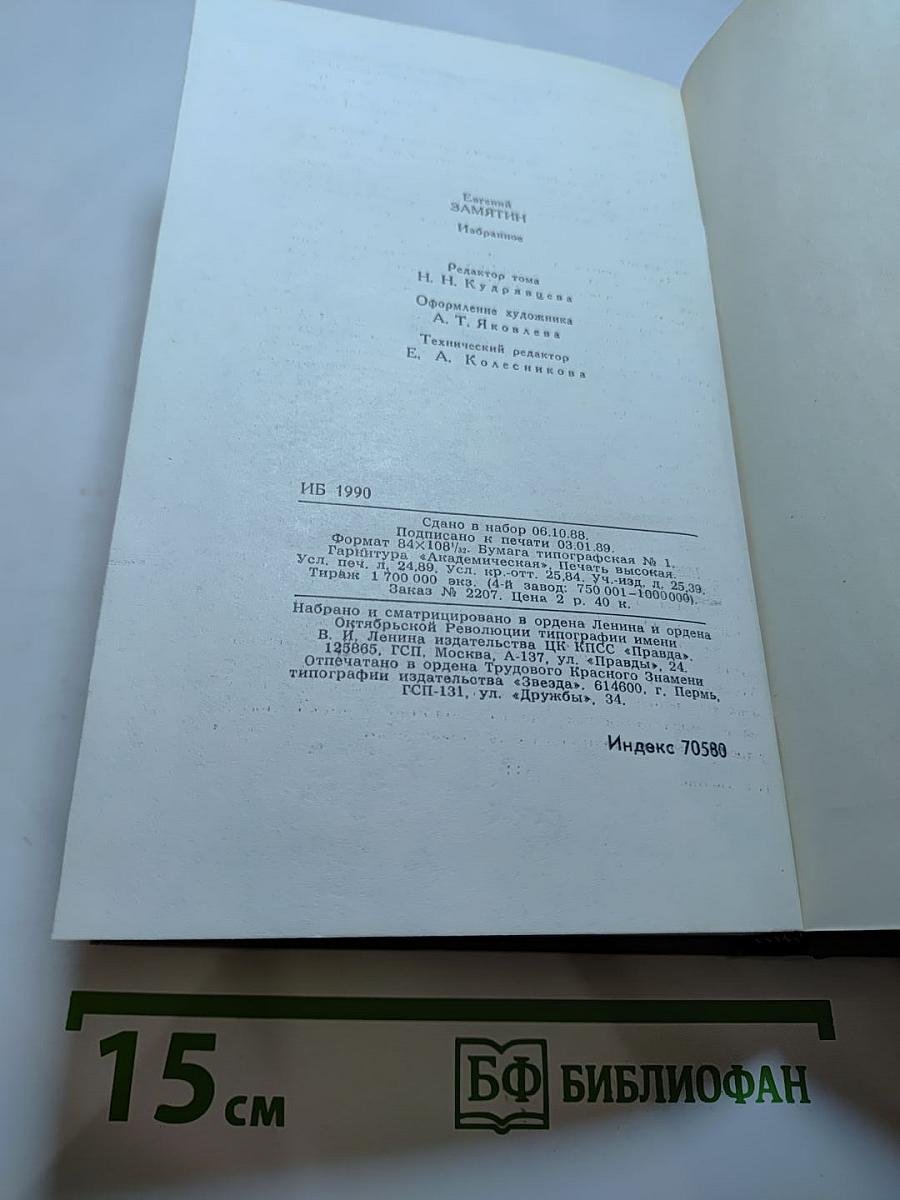 Евгений
ЗАМЯТИН
Избранное
Редактор тома
Н. Н. Кудрявцева
Оформление художника
А. Т. Яковлева
Технический редактор
Е. А. Колесникова
ИБ 1990
Сдано в набор 06.10.88.
Подписано к печати 03.01.89.
Формат 84×108¹/₃₂. Бумага типографская № 1.
Гарнитура «Академическая». Печать высокая.
Усл. печ. л. 24,89. Усл. кр.-отт. 25,84. Уч.-изд. л. 25,39.
Тираж 1 700 000 экз. (4-й завод: 750 001—1000000).
Заказ № 2207. Цена 2 р. 40 к.
Набрано и сматрицировано в ордена Ленина и ордена
Октябрьской Революции типографии имени
В. И. Ленина издательства ЦК КПСС «Правда».
125865, ГСП, Москва, А-137, ул. «Правды», 24.
Отпечатано в ордена Трудового Красного Знамени
типографии издательства «Звезда». 614600, г. Пермь,
ГСП-131, ул. «Дружбы», 34.
Индекс 70580
15 см
БФ БИБЛИОФАН